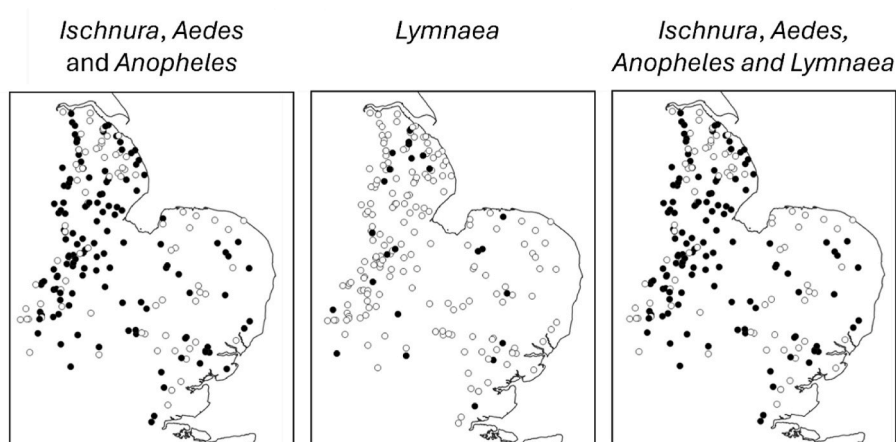 Ischnura, Aedes
and Anopheles
Lymnaea
Ischnura, Aedes,
Anopheles and Lymnaea